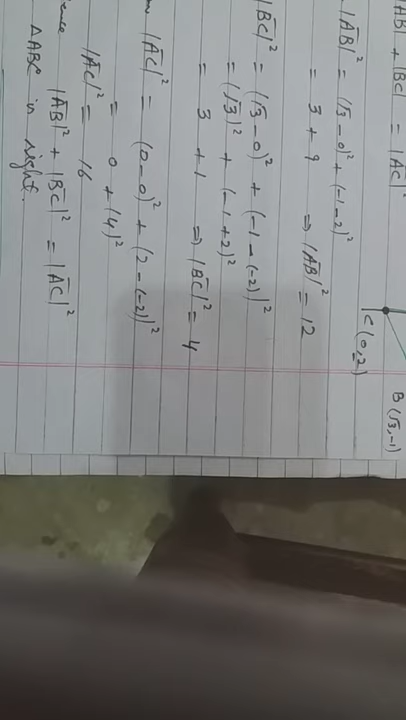 |AB| + |BC| = |AC|²
B (√3,-1)
C (0,2)
|AB|² = (√3-0)² + (-1-2)²
= 3 + 9 ⇒ |AB|² = 12
|BC|² = (√3-0)² + (-1-(-2))²
= (√3)² + (-1+2)²
= 3 + 1 ⇒ |BC|² = 4
|AC|² = (0-0)² + (2-(-2))²
= 0 + (4)²
|AC|² = 16
|AB|² + |BC|² = |AC|²
ΔABC is right.